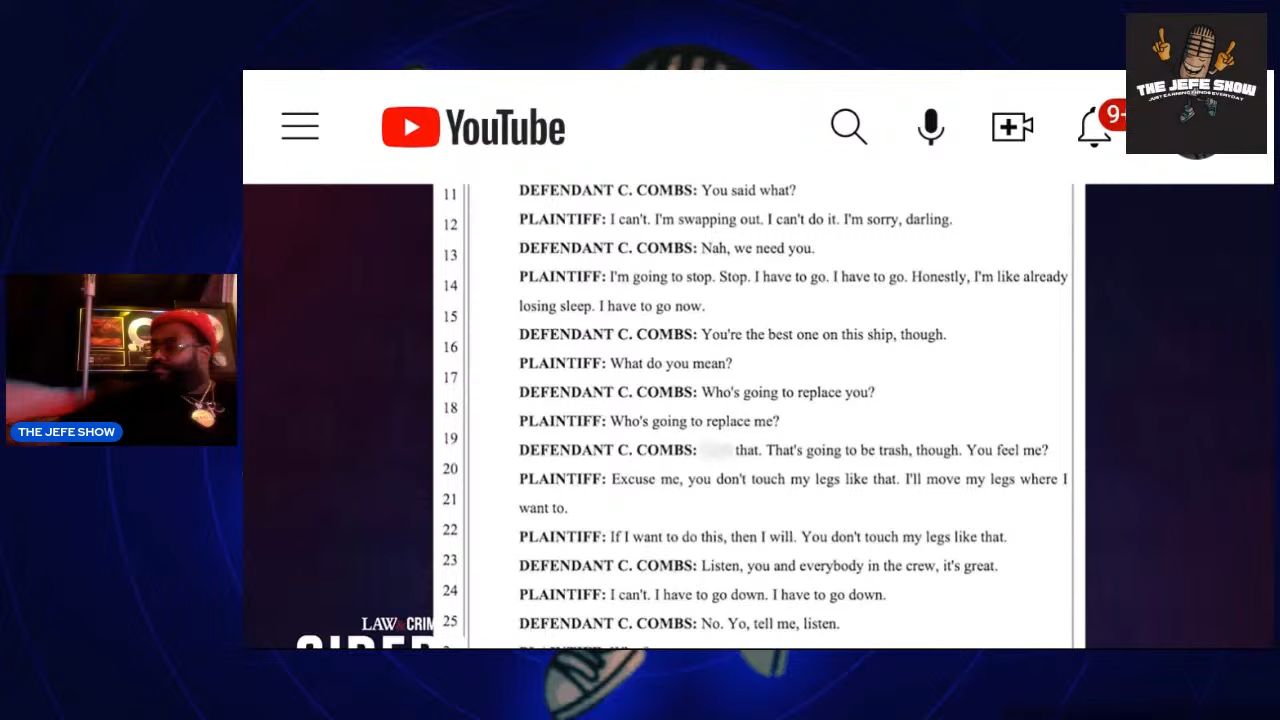 THE JEFE SHOW
JUST EARNING FUNDS EVERYDAY
YouTube
9+
11 DEFENDANT C. COMBS: You said what?
12 PLAINTIFF: I can't. I'm swapping out. I can't do it. I'm sorry, darling.
13 DEFENDANT C. COMBS: Nah, we need you.
14 PLAINTIFF: I'm going to stop. Stop. I have to go. I have to go. Honestly, I'm like already
15 losing sleep. I have to go now.
16 DEFENDANT C. COMBS: You're the best one on this ship, though.
17 PLAINTIFF: What do you mean?
18 DEFENDANT C. COMBS: Who's going to replace you?
19 PLAINTIFF: Who's going to replace me?
20 DEFENDANT C. COMBS: that. That's going to be trash, though. You feel me?
21 PLAINTIFF: Excuse me, you don't touch my legs like that. I'll move my legs where I
want to.
22 PLAINTIFF: If I want to do this, then I will. You don't touch my legs like that.
23 DEFENDANT C. COMBS: Listen, you and everybody in the crew, it's great.
24 PLAINTIFF: I can't. I have to go down. I have to go down.
25 DEFENDANT C. COMBS: No. Yo, tell me, listen.
THE JEFE SHOW
LAW & CRIM